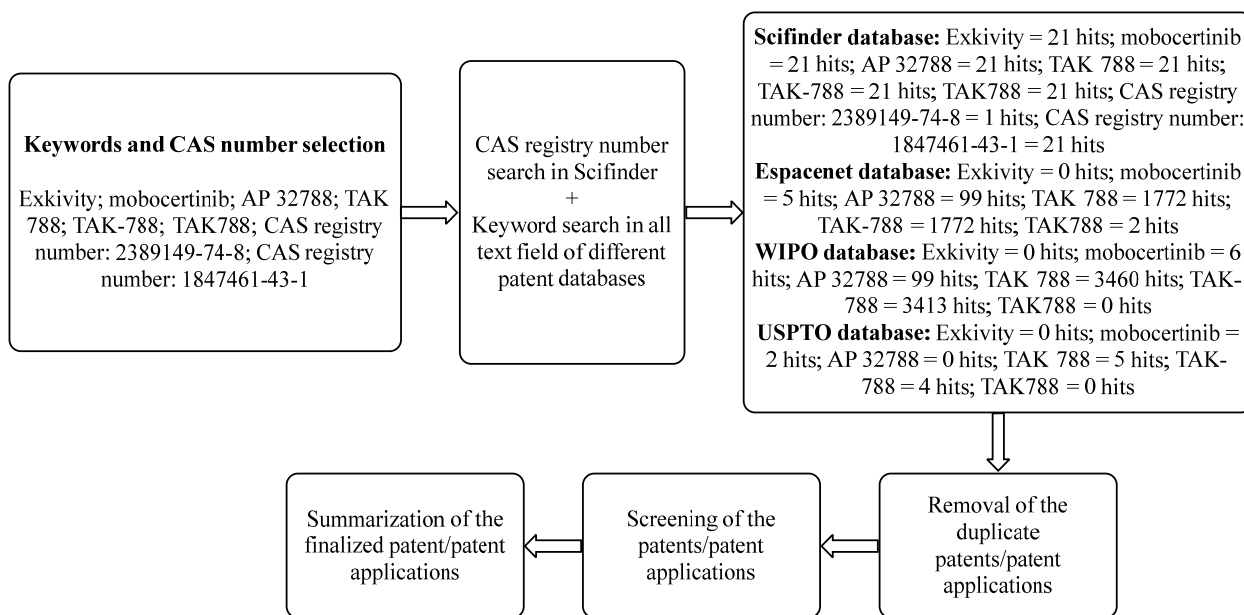 Keywords and CAS number selection
Exkivity; mobocertinib; AP 32788; TAK
788; TAK-788; TAK788; CAS registry
number: 2389149-74-8; CAS registry
number: 1847461-43-1
CAS registry number
search in Scifinder
+
Keyword search in all
text field of different
patent databases
Scifinder database: Exkivity = 21 hits; mobocertinib
= 21 hits; AP 32788 = 21 hits; TAK 788 = 21 hits;
TAK-788 = 21 hits; TAK788 = 21 hits; CAS registry
number: 2389149-74-8 = 1 hits; CAS registry number:
1847461-43-1 = 21 hits
Espacenet database: Exkivity = 0 hits; mobocertinib
= 5 hits; AP 32788 = 99 hits; TAK 788 = 1772 hits;
TAK-788 = 1772 hits; TAK788 = 2 hits
WIPO database: Exkivity = 0 hits; mobocertinib = 6
hits; AP 32788 = 99 hits; TAK 788 = 3460 hits; TAK-
788 = 3413 hits; TAK788 = 0 hits
USPTO database: Exkivity = 0 hits; mobocertinib =
2 hits; AP 32788 = 0 hits; TAK 788 = 5 hits; TAK-
788 = 4 hits; TAK788 = 0 hits
Removal of the
duplicate
patents/patent
applications
Screening of the
patents/patent
applications
Summarization of the
finalized patent/patent
applications